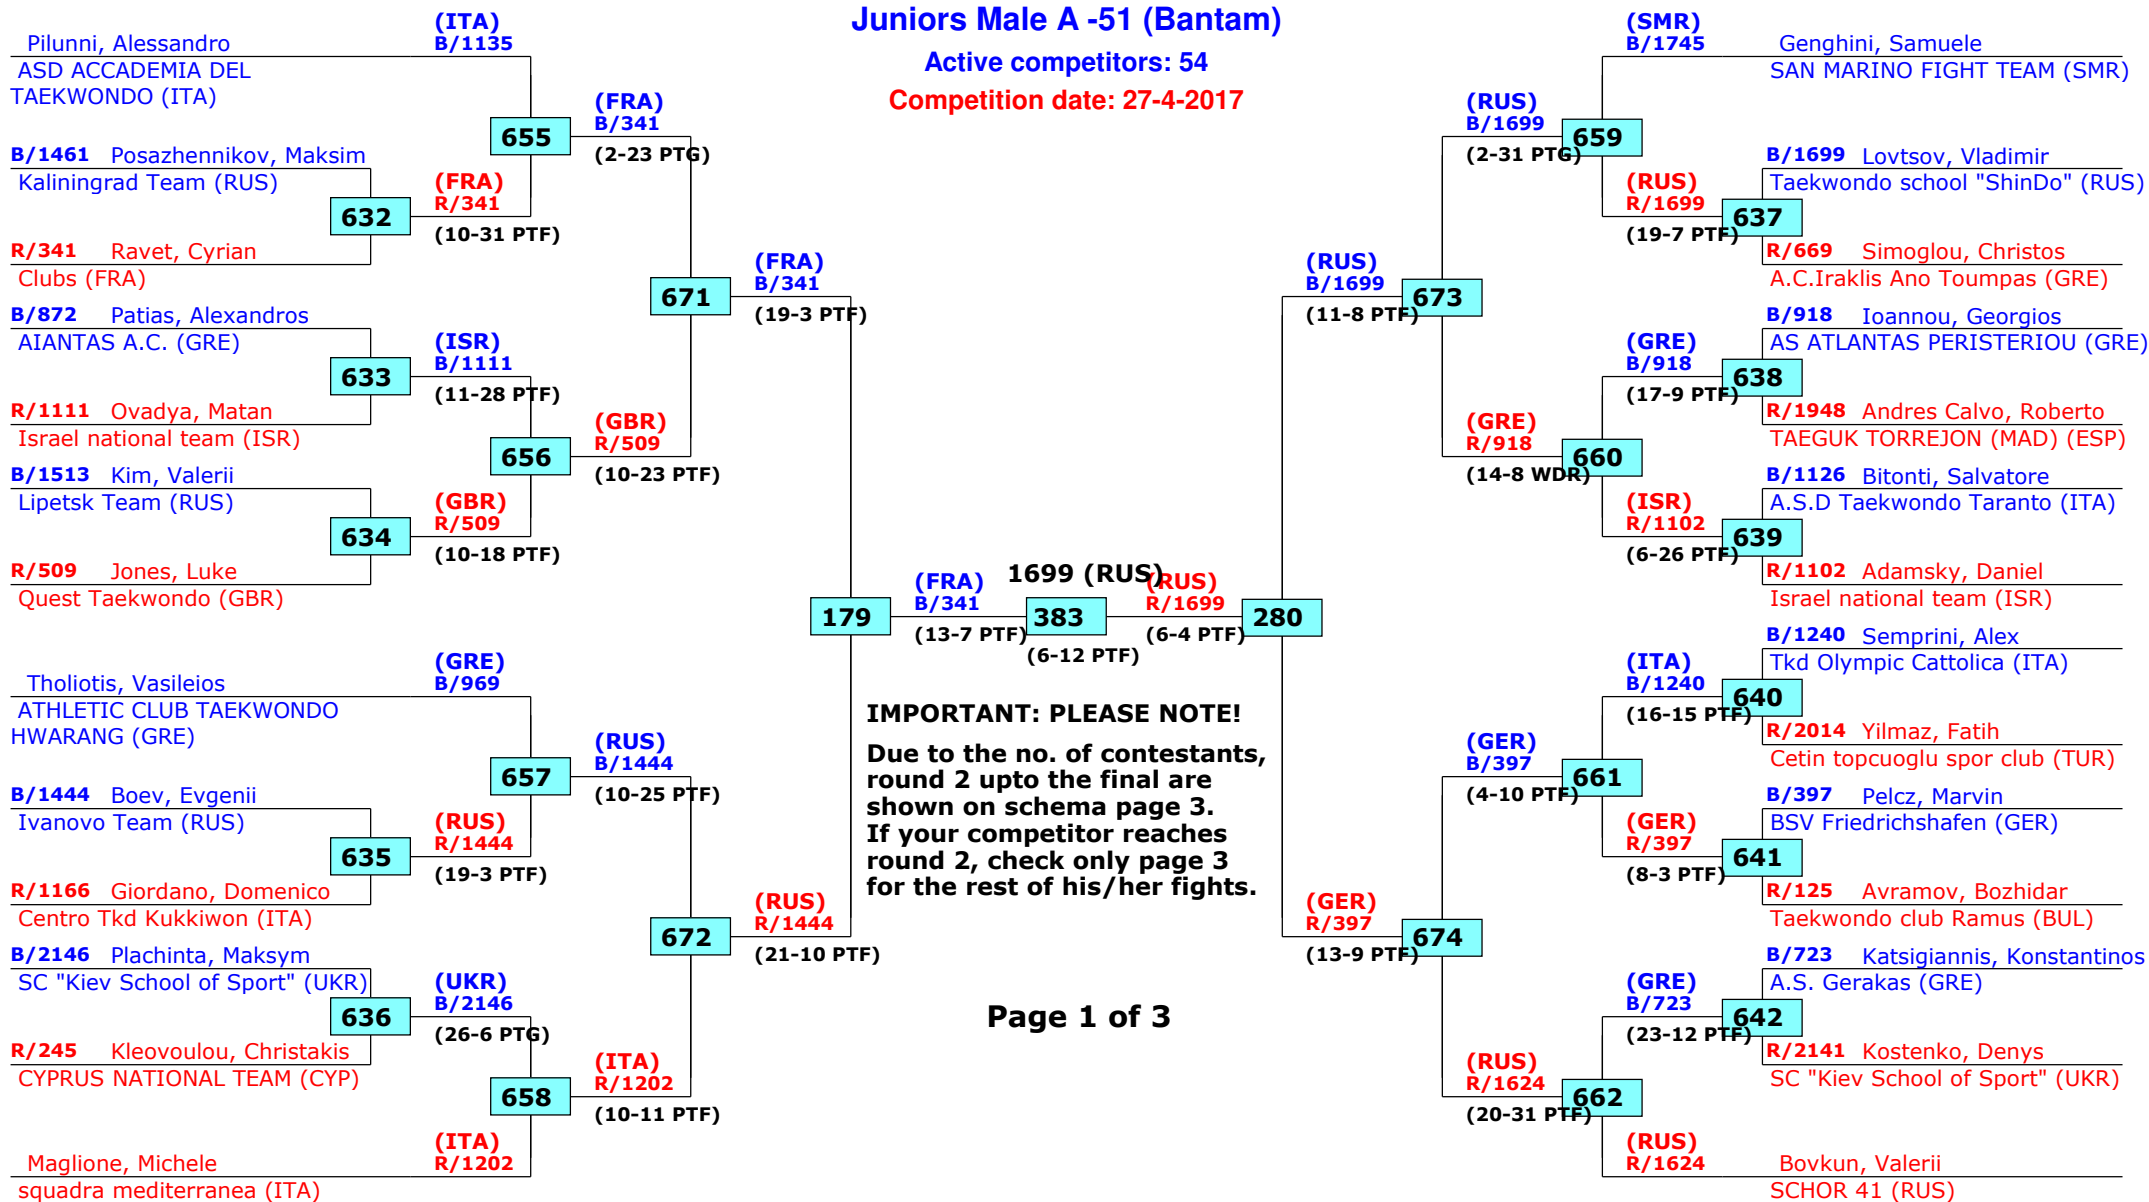 Juniors Male A -51 (Bantam)
Active competitors: 54
Competition date: 27-4-2017
(ITA)
B/1135
Pilunni, Alessandro
ASD ACCADEMIA DEL
TAEKWONDO (ITA)
655
(FRA)
B/341
(2-23 PTG)
B/1461 Posazhennikov, Maksim
Kaliningrad Team (RUS)
632
(FRA)
R/341
(10-31 PTF)
R/341 Ravet, Cyrian
Clubs (FRA)
671
(FRA)
B/341
(19-3 PTF)
B/872 Patias, Alexandros
AIANTAS A.C. (GRE)
633
(ISR)
B/1111
(11-28 PTF)
R/1111 Ovadya, Matan
Israel national team (ISR)
656
(GBR)
R/509
(10-23 PTF)
B/1513 Kim, Valerii
Lipetsk Team (RUS)
634
(GBR)
R/509
(10-18 PTF)
R/509 Jones, Luke
Quest Taekwondo (GBR)
179
(FRA)
B/341
(13-7 PTF)
1699 (RUS)
383
(6-12 PTF)
(RUS)
R/1699
(6-4 PTF)
280
(GRE)
B/969
Tholiotis, Vasileios
ATHLETIC CLUB TAEKWONDO
HWARANG (GRE)
657
(RUS)
B/1444
(10-25 PTF)
B/1444 Boev, Evgenii
Ivanovo Team (RUS)
635
(RUS)
R/1444
(19-3 PTF)
R/1166 Giordano, Domenico
Centro Tkd Kukkiwon (ITA)
672
(RUS)
R/1444
(21-10 PTF)
B/2146 Plachinta, Maksym
SC "Kiev School of Sport" (UKR)
636
(UKR)
B/2146
(26-6 PTG)
R/245 Kleovoulou, Christakis
CYPRUS NATIONAL TEAM (CYP)
658
(ITA)
R/1202
(10-11 PTF)
(ITA)
R/1202
Maglione, Michele
squadra mediterranea (ITA)
IMPORTANT: PLEASE NOTE!
Due to the no. of contestants,
round 2 upto the final are
shown on schema page 3.
If your competitor reaches
round 2, check only page 3
for the rest of his/her fights.
Page 1 of 3
(SMR)
B/1745
Genghini, Samuele
SAN MARINO FIGHT TEAM (SMR)
(RUS)
B/1699
(2-31 PTG)
659
B/1699 Lovtsov, Vladimir
Taekwondo school "ShinDo" (RUS)
(RUS)
R/1699
(19-7 PTF)
637
R/669 Simoglou, Christos
A.C.Iraklis Ano Toumpas (GRE)
(RUS)
B/1699
(11-8 PTF)
673
B/918 Ioannou, Georgios
AS ATLANTAS PERISTERIOU (GRE)
(GRE)
B/918
(17-9 PTF)
638
R/1948 Andres Calvo, Roberto
TAEGUK TORREJON (MAD) (ESP)
(GRE)
R/918
(14-8 WDR)
660
B/1126 Bitonti, Salvatore
A.S.D Taekwondo Taranto (ITA)
(ISR)
R/1102
(6-26 PTF)
639
R/1102 Adamsky, Daniel
Israel national team (ISR)
B/1240 Semprini, Alex
Tkd Olympic Cattolica (ITA)
(ITA)
B/1240
(16-15 PTF)
640
R/2014 Yilmaz, Fatih
Cetin topcuoglu spor club (TUR)
(GER)
B/397
(4-10 PTF)
661
B/397 Pelcz, Marvin
BSV Friedrichshafen (GER)
(GER)
R/397
(8-3 PTF)
641
R/125 Avramov, Bozhidar
Taekwondo club Ramus (BUL)
(GER)
R/397
(13-9 PTF)
674
B/723 Katsigiannis, Konstantinos
A.S. Gerakas (GRE)
(GRE)
B/723
(23-12 PTF)
642
R/2141 Kostenko, Denys
SC "Kiev School of Sport" (UKR)
(RUS)
R/1624
(20-31 PTF)
662
(RUS)
R/1624
Bovkun, Valerii
SCHOR 41 (RUS)